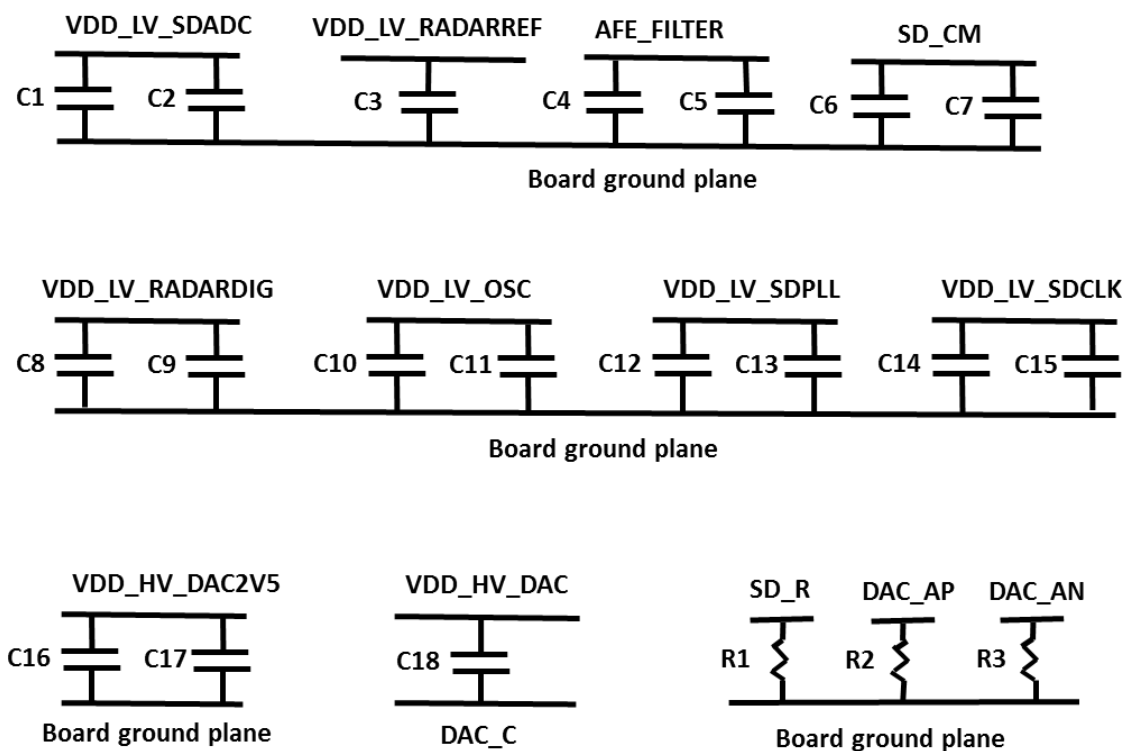 VDD_LV_SDADC VDD_LV_RADARREF AFE_FILTER SD_CM
C1 C2 C3 C4 C5 C6 C7
Board ground plane
VDD_LV_RADARDIG VDD_LV_OSC VDD_LV_SDPLL VDD_LV_SDCLK
C8 C9 C10 C11 C12 C13 C14 C15
Board ground plane
VDD_HV_DAC2V5 VDD_HV_DAC SD_R DAC_AP DAC_AN
C16 C17 C18 R1 R2 R3
Board ground plane DAC_C Board ground plane